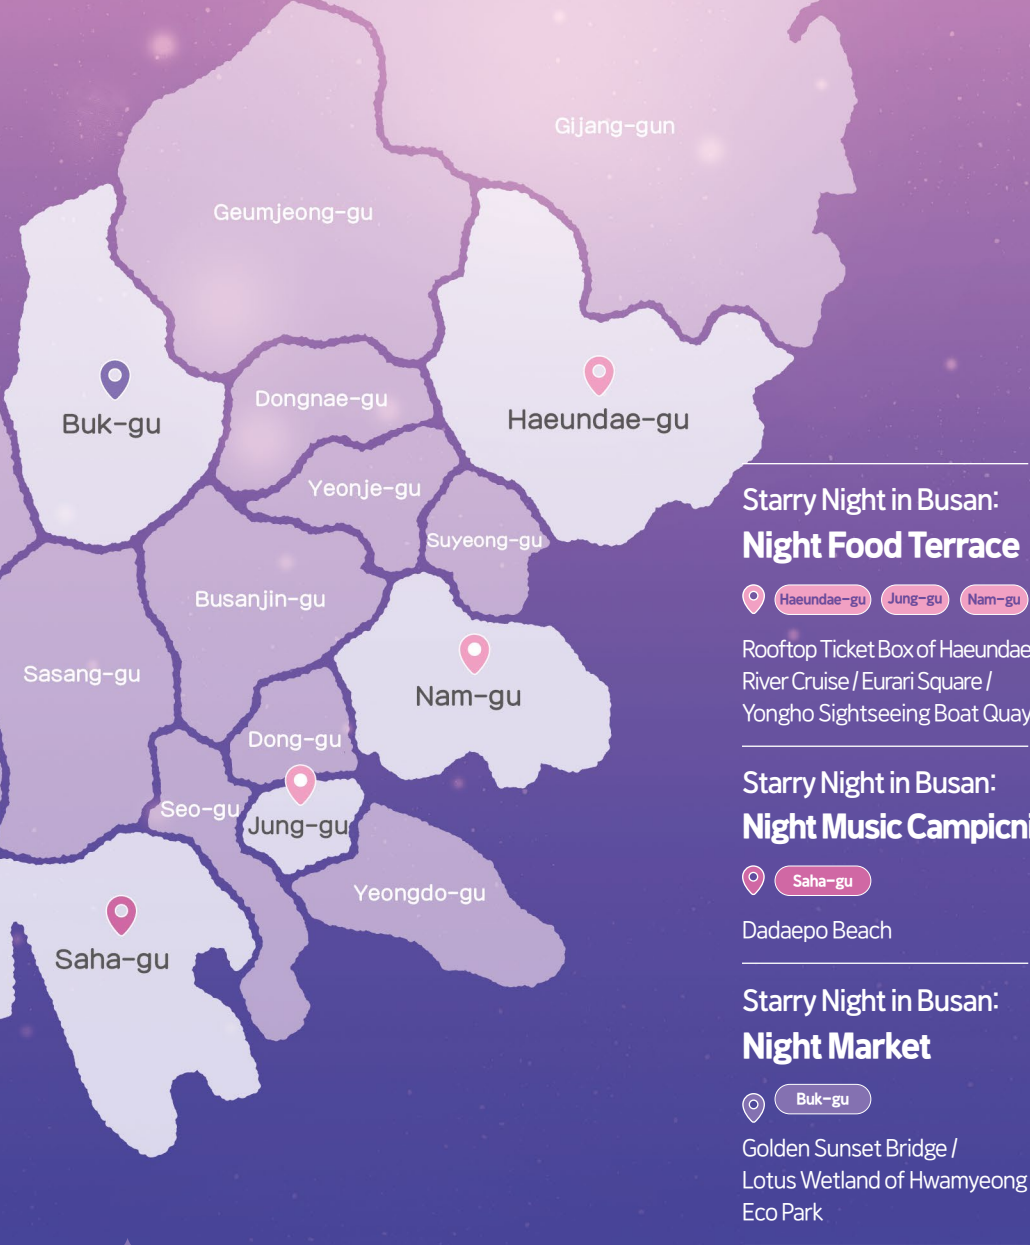 Gijang-gun
Geumjeong-gu
Buk-gu
Dongnae-gu
Haeundae-gu
Yeonje-gu
Suyeong-gu
Busanjin-gu
Sasang-gu
Nam-gu
Dong-gu
Seo-gu
Jung-gu
Yeongdo-gu
Saha-gu
Starry Night in Busan:
Night Food Terrace
Haeundae-gu Jung-gu Nam-gu
Rooftop Ticket Box of Haeundae
River Cruise / Eurari Square /
Yongho Sightseeing Boat Quay
Starry Night in Busan:
Night Music Campicni
Saha-gu
Dadaepo Beach
Starry Night in Busan:
Night Market
Buk-gu
Golden Sunset Bridge /
Lotus Wetland of Hwamyeong
Eco Park